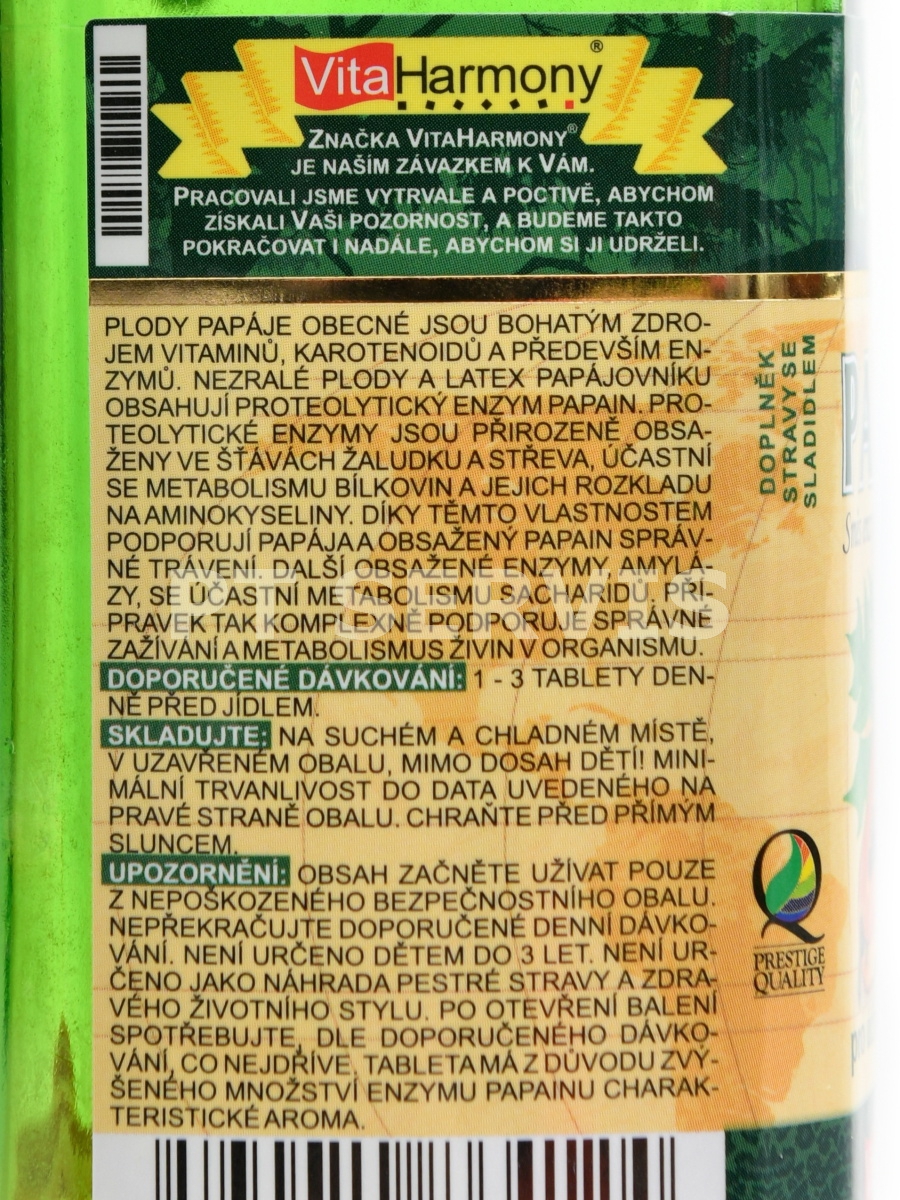 VitaHarmony®
ZNAČKA VITAHARMONY®
JE NAŠÍM ZÁVAZKEM K VÁM.
PRACOVALI JSME VYTRVALE A POCTIVĚ, ABYCHOM
ZÍSKALI VAŠI POZORNOST, A BUDEME TAKTO
POKRAČOVAT I NADÁLE, ABYCHOM SI JI UDRŽELI.
PLODY PAPÁJE OBECNÉ JSOU BOHATÝM ZDRO-
JEM VITAMINŮ, KAROTENOIDŮ A PŘEDEVŠÍM EN-
ZYMŮ. NEZRALÉ PLODY A LATEX PAPÁJOVNÍKU
OBSAHUJÍ PROTEOLYTICKÝ ENZYM PAPAIN. PRO-
TEOLYTICKÉ ENZYMY JSOU PŘIROZENĚ OBSA-
ŽENY VE ŠŤÁVÁCH ŽALUDKU A STŘEVA, ÚČASTNÍ
SE METABOLISMU BÍLKOVIN A JEJICH ROZKLADU
NA AMINOKYSELINY. DÍKY TĚMTO VLASTNOSTEM
PODPORUJÍ PAPÁJA A OBSAŽENÝ PAPAIN SPRÁV-
NÉ TRÁVENÍ. DALŠÍ OBSAŽENÉ ENZYMY, AMYLÁ-
ZY, SE ÚČASTNÍ METABOLISMU SACHARIDŮ. PŘÍ-
PRAVEK TAK KOMPLEXNĚ PODPORUJE SPRÁVNÉ
ZAŽÍVÁNÍ A METABOLISMUS ŽIVIN V ORGANISMU.
DOPORUČENÉ DÁVKOVÁNÍ: 1 - 3 TABLETY DEN-
NĚ PŘED JÍDLEM.
SKLADUJTE: NA SUCHÉM A CHLADNÉM MÍSTĚ,
V UZAVŘENÉM OBALU, MIMO DOSAH DĚTÍ! MINI-
MÁLNÍ TRVANLIVOST DO DATA UVEDENÉHO NA
PRAVÉ STRANĚ OBALU. CHRAŇTE PŘED PŘÍMÝM
SLUNCEM.
UPOZORNĚNÍ: OBSAH ZAČNĚTE UŽÍVAT POUZE
Z NEPOŠKOZENÉHO BEZPEČNOSTNÍHO OBALU.
NEPŘEKRAČUJTE DOPORUČENÉ DENNÍ DÁVKO-
VÁNÍ. NENÍ URČENO DĚTEM DO 3 LET. NENÍ UR-
ČENO JAKO NÁHRADA PESTRÉ STRAVY A ZDRA-
VÉHO ŽIVOTNÍHO STYLU. PO OTEVŘENÍ BALENÍ
SPOTŘEBUJTE, DLE DOPORUČENÉHO DÁVKO-
VÁNÍ, CO NEJDŘÍVE. TABLETA MÁ Z DŮVODU ZVÝ-
ŠENÉHO MNOŽSTVÍ ENZYMU PAPAINU CHARAK-
TERISTICKÉ AROMA.
DOPLNĚK
STRAVY SE
SLADIDLEM
PRESTIGE
QUALITY
SERVIS